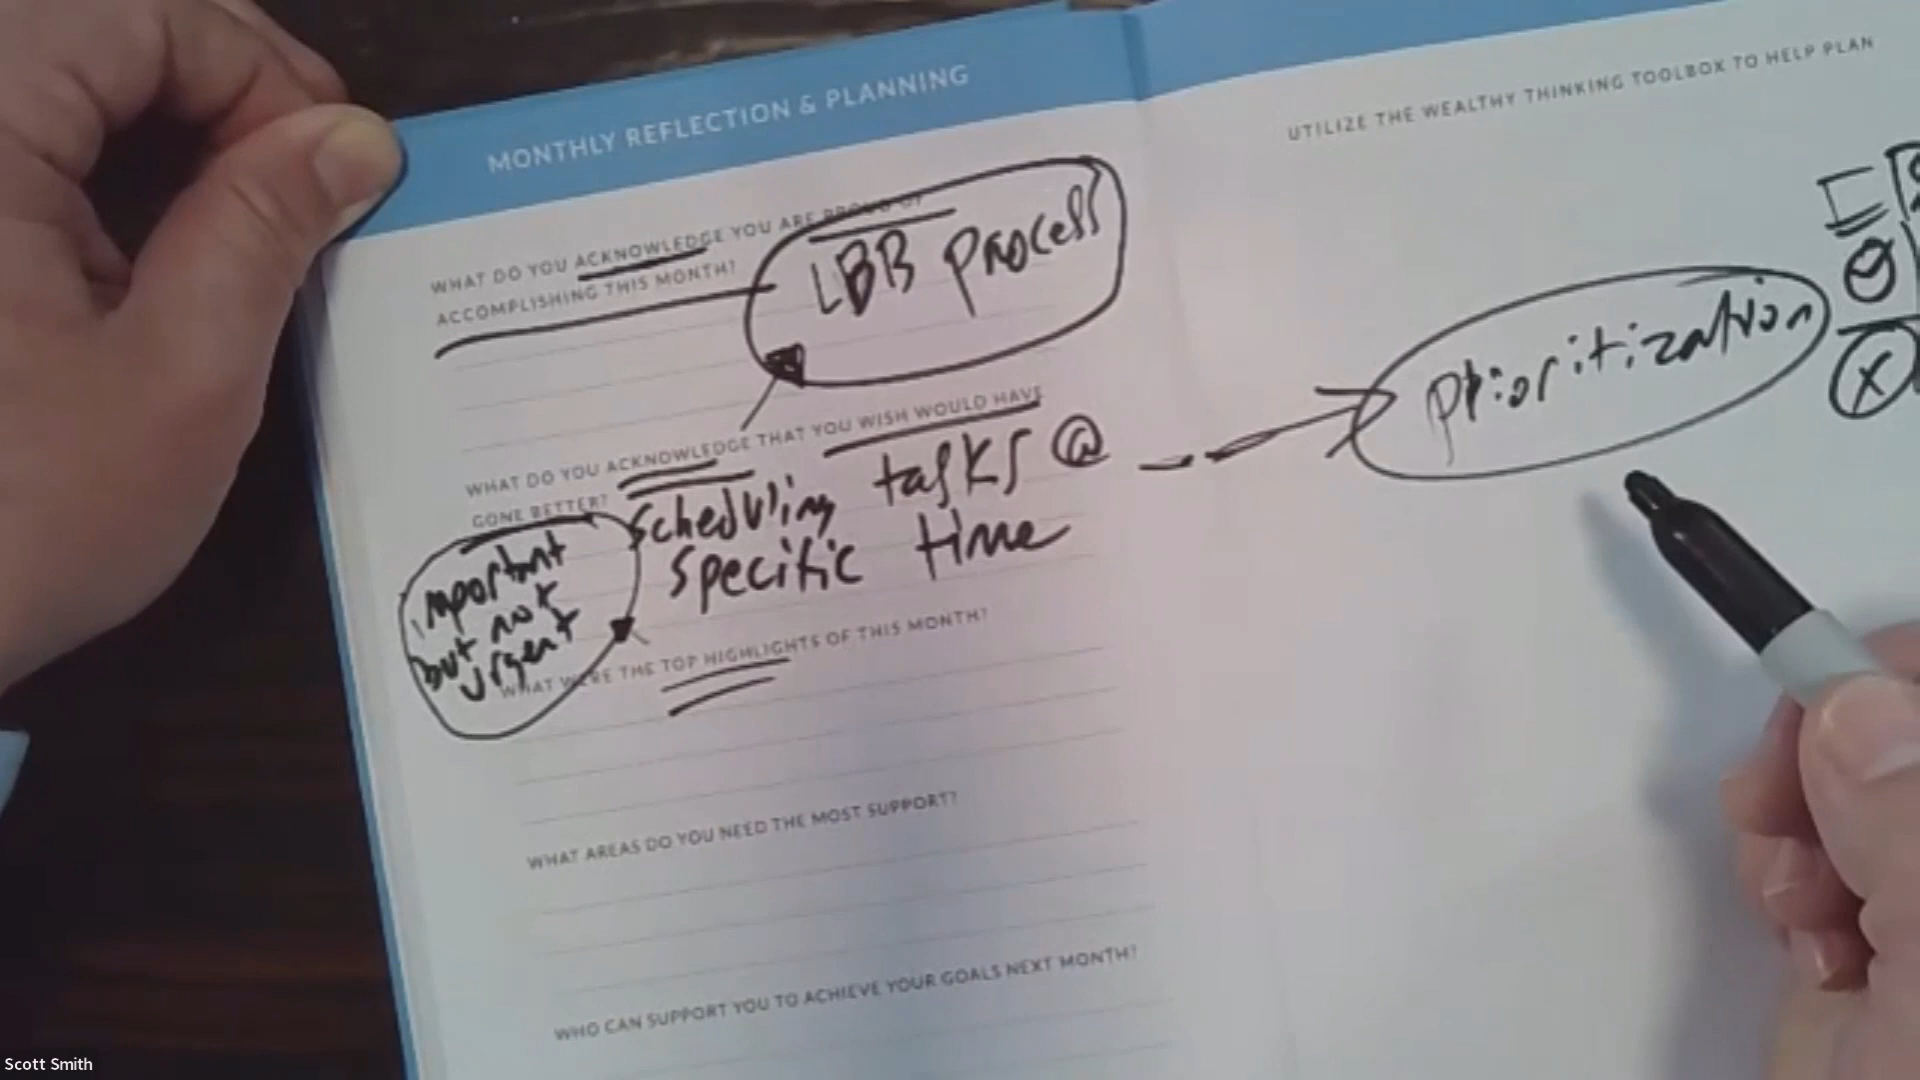 MONTHLY REFLECTION & PLANNING
WHAT DO YOU ACKNOWLEDGE YOU ARE PROUD OF
ACCOMPLISHING THIS MONTH?
LBB process
WHAT DO YOU ACKNOWLEDGE THAT YOU WISH WOULD HAVE
GONE BETTER?
scheduling tasks @
specific time
important
but not
urgent
WHAT WERE THE TOP HIGHLIGHTS OF THIS MONTH?
WHAT AREAS DO YOU NEED THE MOST SUPPORT?
WHO CAN SUPPORT YOU TO ACHIEVE YOUR GOALS NEXT MONTH?
UTILIZE THE WEALTHY THINKING TOOLBOX TO HELP PLAN
prioritization
X
Scott Smith